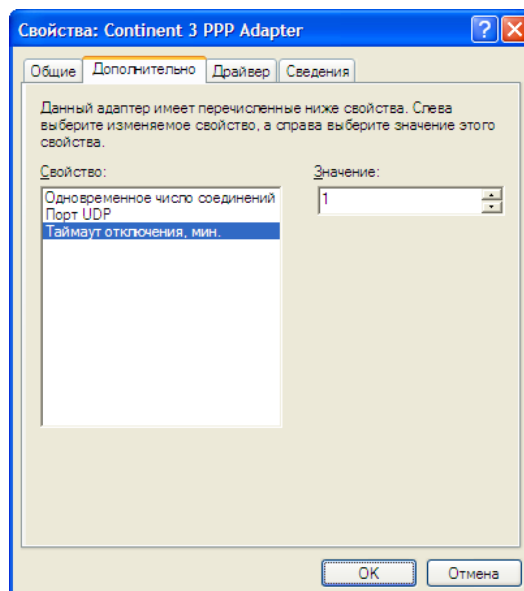 Свойства: Continent 3 PPP Adapter
Общие Дополнительно Драйвер Сведения
Данный адаптер имеет перечисленные ниже свойства. Слева
выберите изменяемое свойство, а справа выберите значение этого
свойства.
Свойство: Значение:
Одновременное число соединений 1
Порт UDP
Таймаут отключения, мин.
OK Отмена